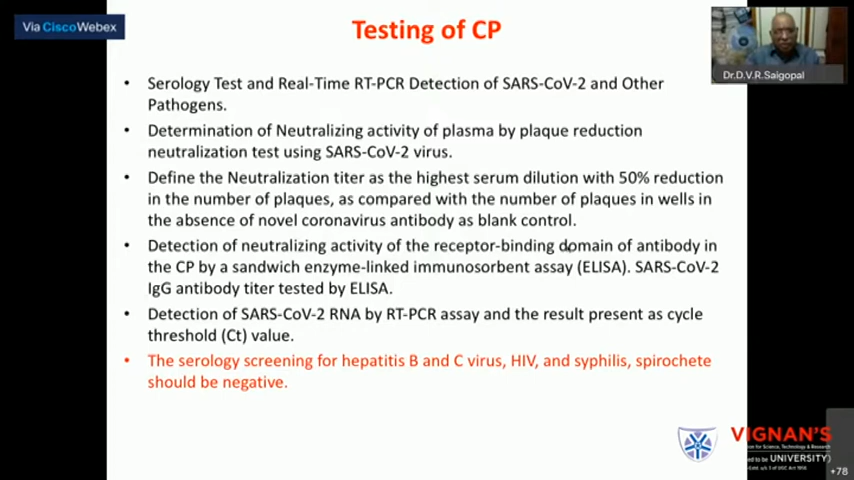 Via CiscoWebex
Testing of CP
Dr.D.V.R.Saigopal
• Serology Test and Real-Time RT-PCR Detection of SARS-CoV-2 and Other
Pathogens.
• Determination of Neutralizing activity of plasma by plaque reduction
neutralization test using SARS-CoV-2 virus.
• Define the Neutralization titer as the highest serum dilution with 50% reduction
in the number of plaques, as compared with the number of plaques in wells in
the absence of novel coronavirus antibody as blank control.
• Detection of neutralizing activity of the receptor-binding domain of antibody in
the CP by a sandwich enzyme-linked immunosorbent assay (ELISA). SARS-CoV-2
IgG antibody titer tested by ELISA.
• Detection of SARS-CoV-2 RNA by RT-PCR assay and the result present as cycle
threshold (Ct) value.
• The serology screening for hepatitis B and C virus, HIV, and syphilis, spirochete
should be negative.
VIGNAN'S
for Science, Technology & Research
ed to be UNIVERSITY)
+78